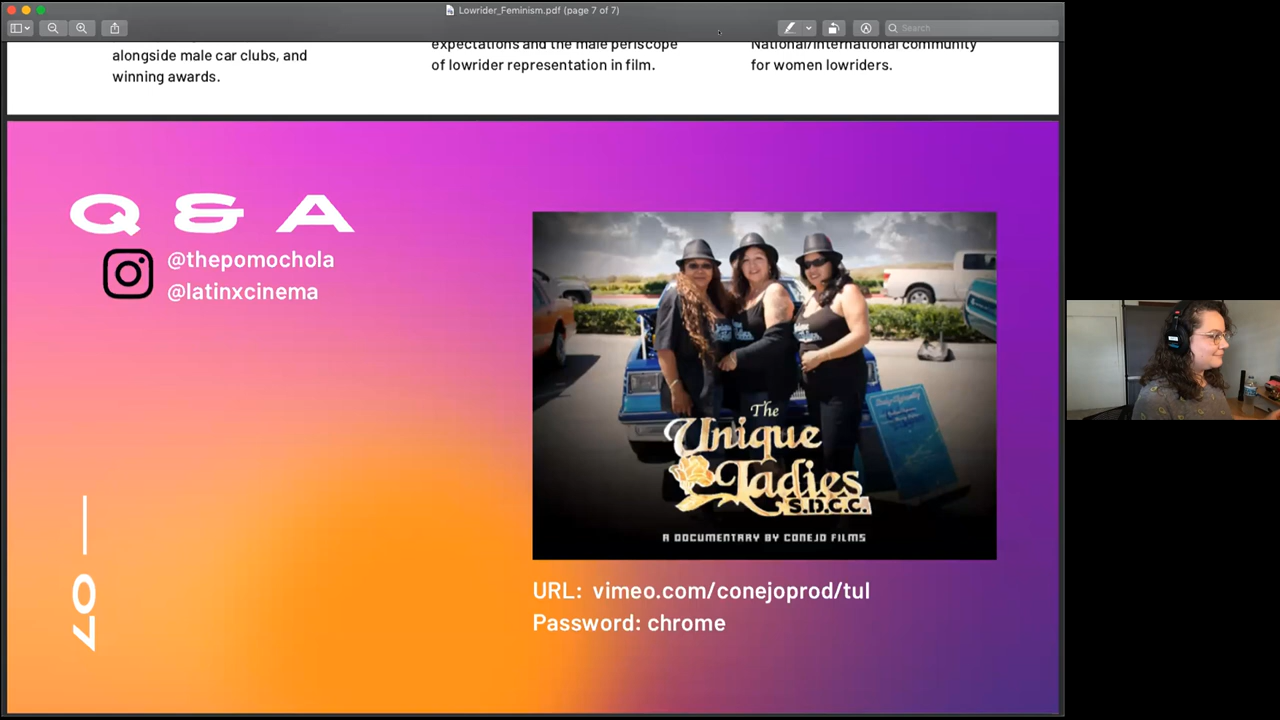 Lowrider_Feminism.pdf (page 7 of 7)
Search
alongside male car clubs, and
winning awards.
expectations and the male periscope
of lowrider representation in film.
National/International community
for women lowriders.
Q & A
@thepomochola
@latinxcinema
The
Unique
Ladies
S.D.C.C.
A DOCUMENTARY BY CONEJO FILMS
URL: vimeo.com/conejoprod/tul
Password: chrome
07